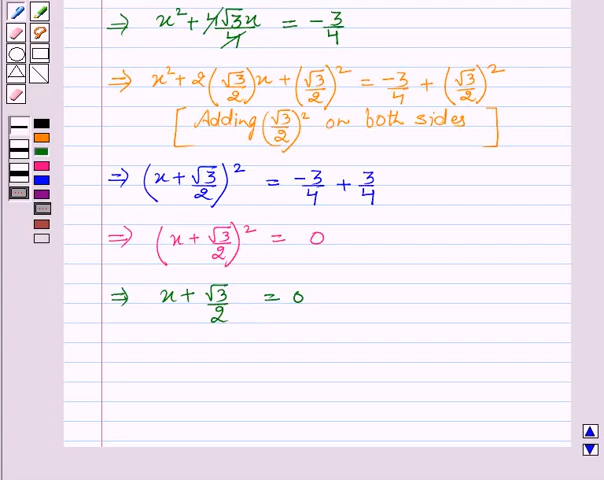 ⇒ x² + 4√3x/4 = -3/4
⇒ x² + 2(√3/2)x + (√3/2)² = -3/4 + (√3/2)²
[Adding (√3/2)² on both sides]
⇒ (x + √3/2)² = -3/4 + 3/4
⇒ (x + √3/2)² = 0
⇒ x + √3/2 = 0